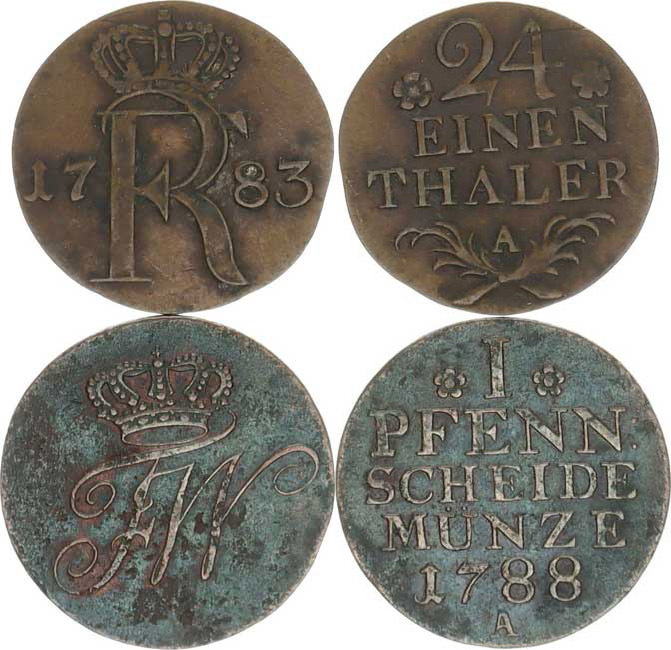 17 FR 83
24
EINEN
THALER
A
FW
I
PFENN.
SCHEIDE
MÜNZE
1788
A